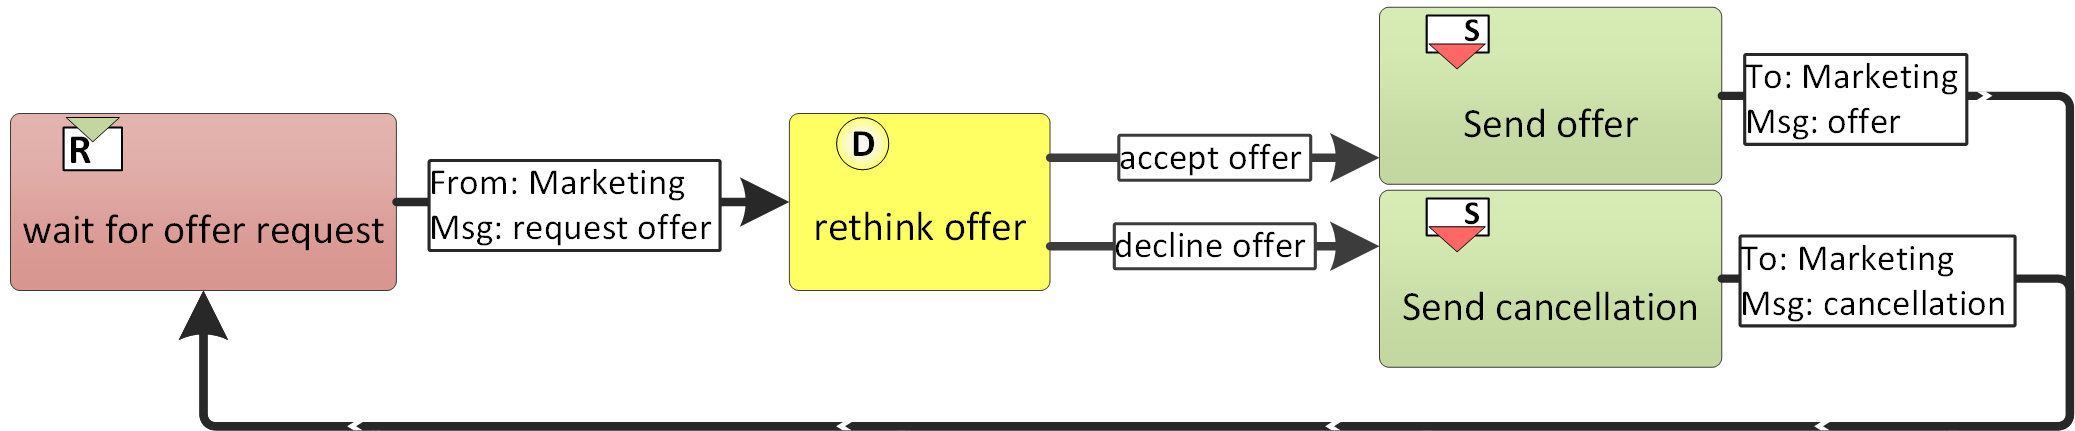 R
wait for offer request
From: Marketing
Msg: request offer
D
rethink offer
accept offer
decline offer
S
Send offer
To: Marketing
Msg: offer
S
Send cancellation
To: Marketing
Msg: cancellation